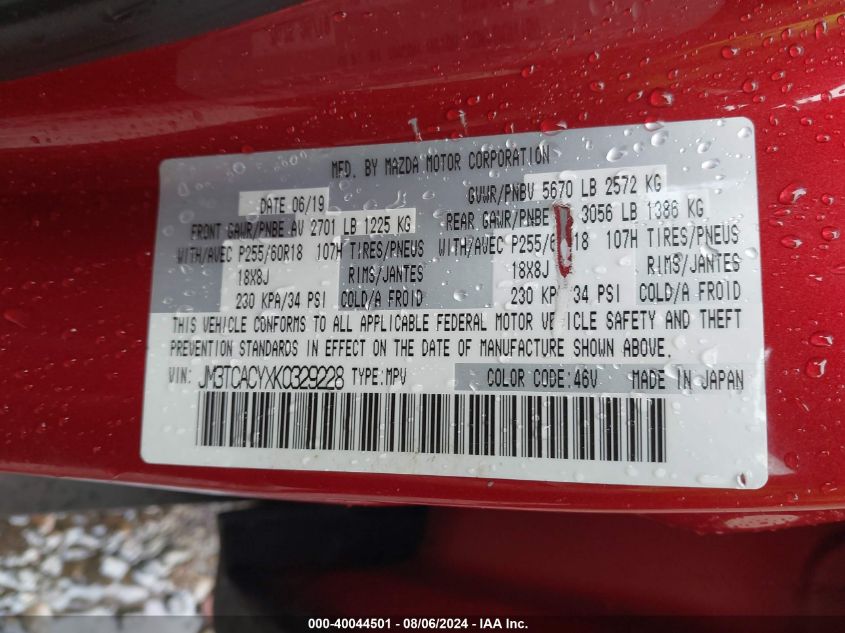 MFD. BY MAZDA MOTOR CORPORATION
DATE 06/19 GVWR/PNBV 5670 LB 2572 KG
FRONT GAWR/PNBE AV 2701 LB 1225 KG REAR GAWR/PNBE 3056 LB 1386 KG
WITH/AVEC P255/60R18 107H TIRES/PNEUS WITH/AVEC P255/6 18 107H TIRES/PNEUS
18X8J RIMS/JANTES 18X8J RIMS/JANTES
230 KPA/34 PSI COLD/A FROID 230 KP 34 PSI COLD/A FROID
THIS VEHICLE CONFORMS TO ALL APPLICABLE FEDERAL MOTOR VEHICLE SAFETY AND THEFT
PREVENTION STANDARDS IN EFFECT ON THE DATE OF MANUFACTURE SHOWN ABOVE.
VIN: JM3TCACYXK0329228 TYPE:MPV COLOR CODE:46V MADE IN JAPAN
000-40044501 - 08/06/2024 - IAA Inc.